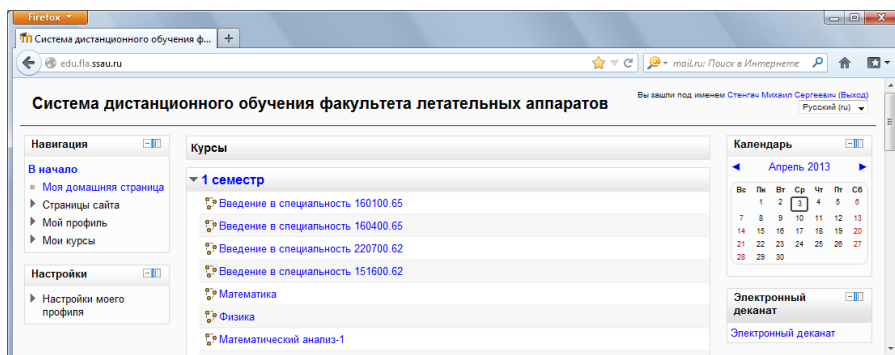 Firefox
Система дистанционного обучения ф...
edu.fla.ssau.ru
mail.ru: Поиск в Интернете
Система дистанционного обучения факультета летательных аппаратов
Вы зашли под именем Стенгач Михаил Сергеевич (Выход)
Русский (ru)
Навигация
В начало
Моя домашняя страница
Страницы сайта
Мой профиль
Мои курсы
Настройки
Настройки моего
профиля
Курсы
1 семестр
Введение в специальность 160100.65
Введение в специальность 160400.65
Введение в специальность 220700.62
Введение в специальность 151600.62
Математика
Физика
Математический анализ-1
Календарь
Апрель 2013
Вс Пн Вт Ср Чт Пт Сб
1 2 3 4 5 6
7 8 9 10 11 12 13
14 15 16 17 18 19 20
21 22 23 24 25 26 27
28 29 30
Электронный
деканат
Электронный деканат